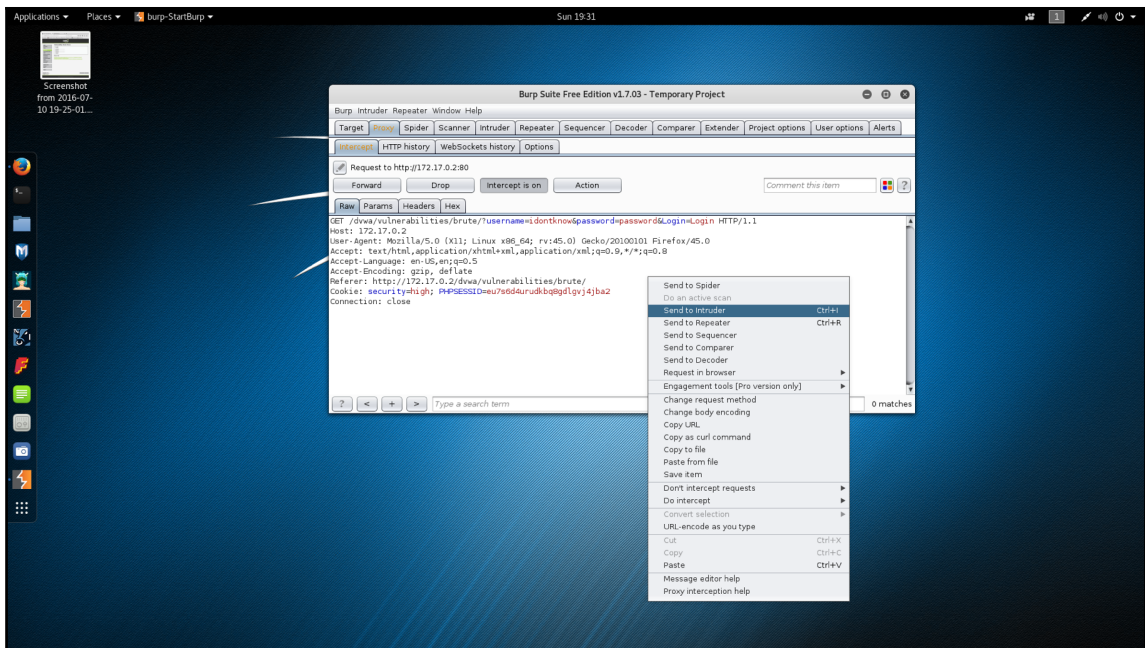 Applications Places burp-StartBurp Sun 19:31 1
Screenshot
from 2016-07-
10 19-25-01....
Burp Suite Free Edition v1.7.03 - Temporary Project
Burp Intruder Repeater Window Help
Target Proxy Spider Scanner Intruder Repeater Sequencer Decoder Comparer Extender Project options User options Alerts
Intercept HTTP history WebSockets history Options
Request to http://172.17.0.2:80
Forward Drop Intercept is on Action Comment this item ?
Raw Params Headers Hex
GET /dvwa/vulnerabilities/brute/?username=idontknow&password=password&Login=Login HTTP/1.1
Host: 172.17.0.2
User-Agent: Mozilla/5.0 (X11; Linux x86_64; rv:45.0) Gecko/20100101 Firefox/45.0
Accept: text/html,application/xhtml+xml,application/xml;q=0.9,*/*;q=0.8
Accept-Language: en-US,en;q=0.5
Accept-Encoding: gzip, deflate
Referer: http://172.17.0.2/dvwa/vulnerabilities/brute/
Cookie: security=high; PHPSESSID=eu7s6d4urudkbq8gdlgvj4jba2
Connection: close
Send to Spider
Do an active scan
Send to Intruder Ctrl+I
Send to Repeater Ctrl+R
Send to Sequencer
Send to Comparer
Send to Decoder
Request in browser
Engagement tools [Pro version only]
Change request method
Change body encoding
Copy URL
Copy as curl command
Copy to file
Paste from file
Save item
Don't intercept requests
Do intercept
Convert selection
URL-encode as you type
Cut Ctrl+X
Copy Ctrl+C
Paste Ctrl+V
Message editor help
Proxy interception help
? < + > Type a search term 0 matches